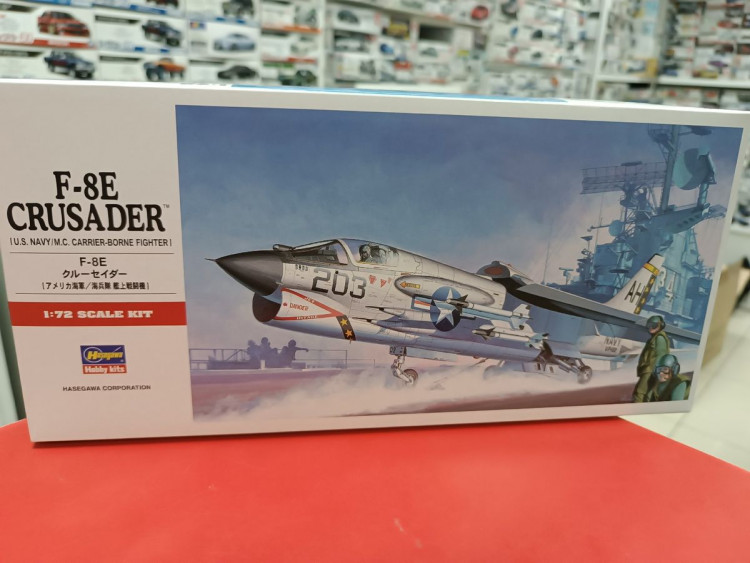 F-8E
CRUSADER™
(U.S. NAVY/M.C. CARRIER-BORNE FIGHTER)
F-8E
クルーセイダー
(アメリカ海軍/海兵隊 艦上戦闘機)
1:72 SCALE KIT
Hasegawa
Hobby kits
HASEGAWA CORPORATION
203
DANGER
AH
NAVY